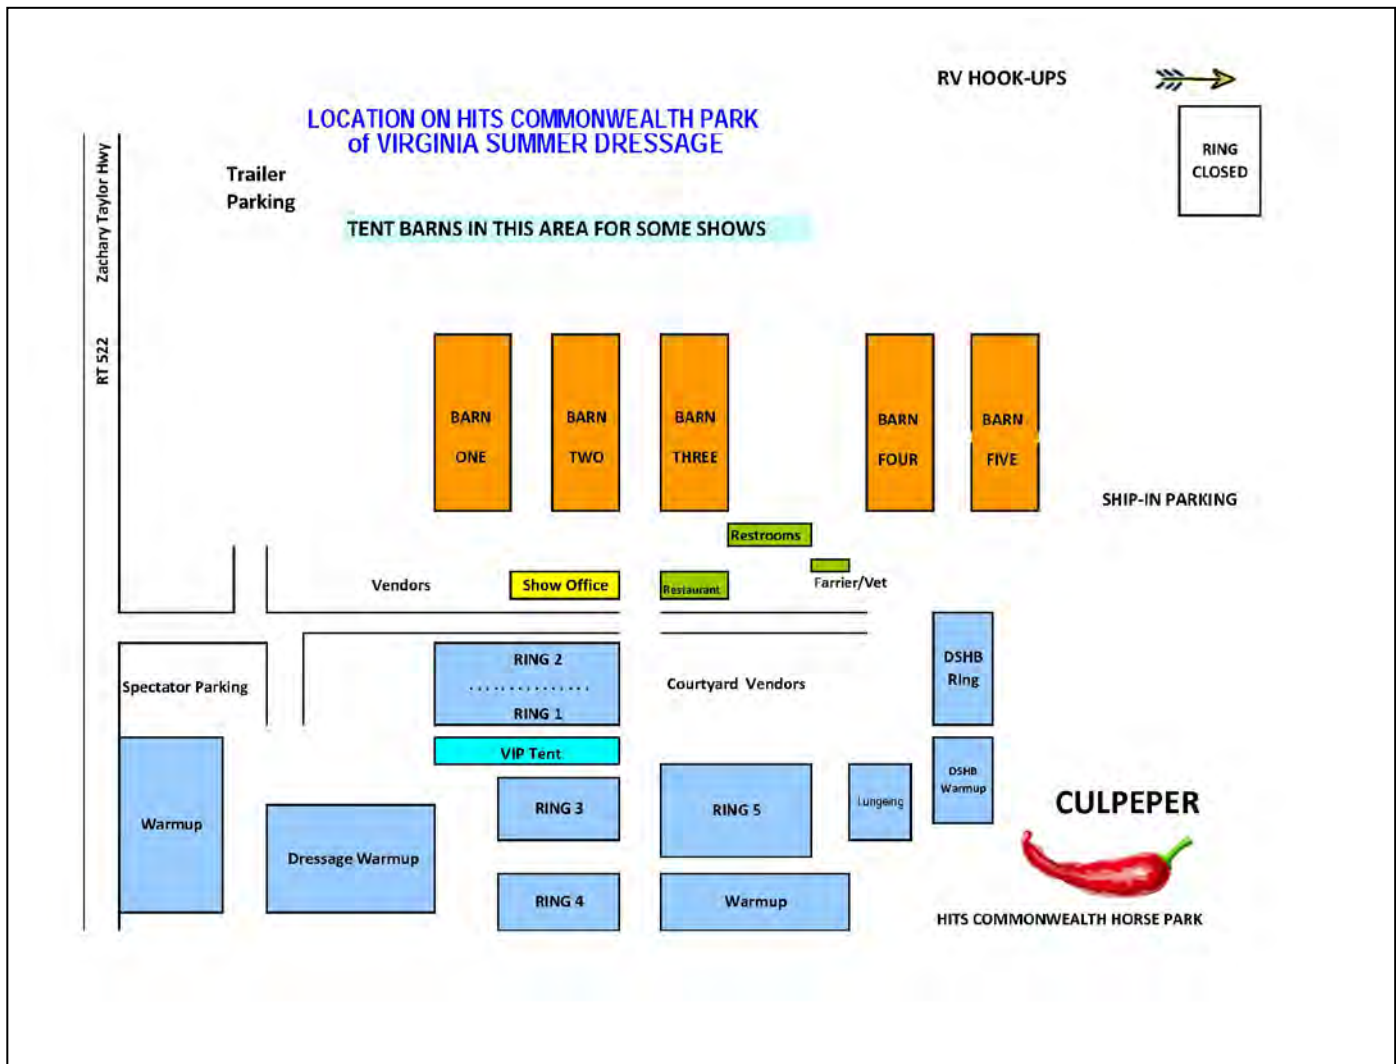 RV HOOK-UPS
LOCATION ON HITS COMMONWEALTH PARK
of VIRGINIA SUMMER DRESSAGE
RING
CLOSED
Trailer
Parking
Zachary Taylor Hwy
RT 522
TENT BARNS IN THIS AREA FOR SOME SHOWS
BARN
ONE
BARN
TWO
BARN
THREE
BARN
FOUR
BARN
FIVE
SHIP-IN PARKING
Restrooms
Vendors
Show Office
Restaurant
Farrier/Vet
RING 2
...............
RING 1
Spectator Parking
Courtyard Vendors
DSHB
Ring
VIP Tent
Warmup
Dressage Warmup
RING 3
RING 5
Lungeing
DSHB
Warmup
CULPEPER
RING 4
Warmup
HITS COMMONWEALTH HORSE PARK